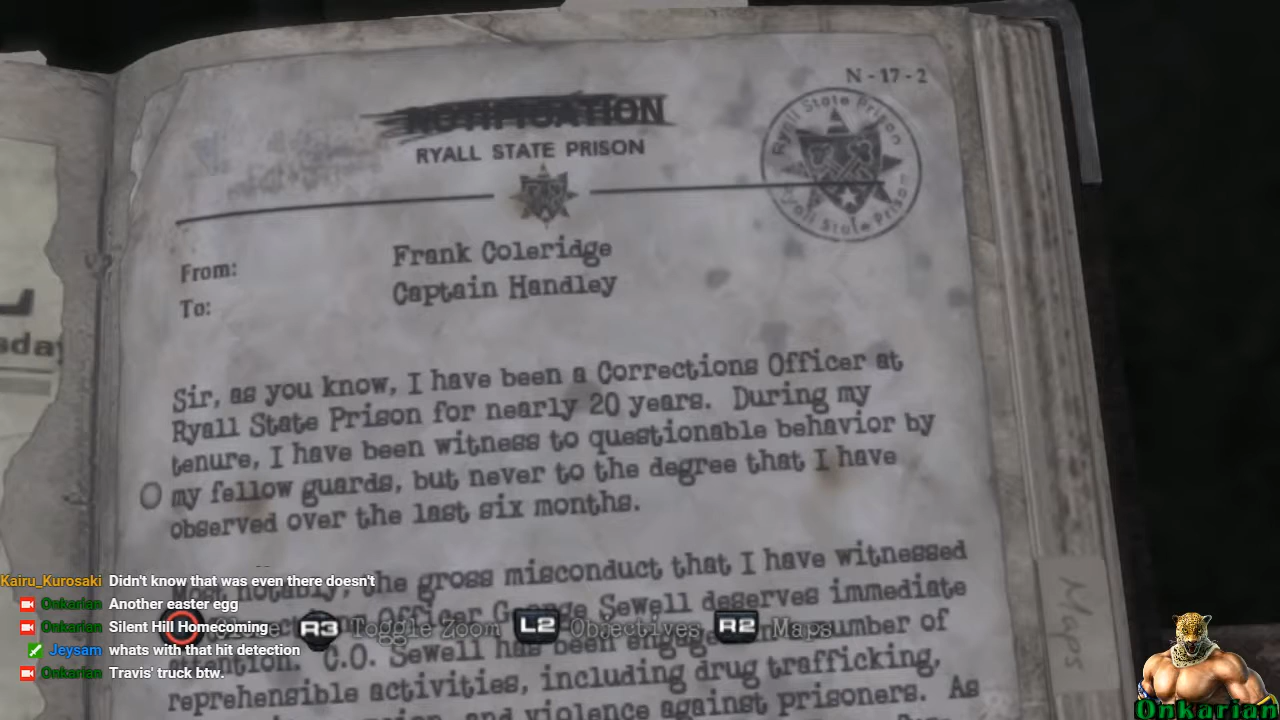 N - 17 - 2
NOTIFICATION
RYALL STATE PRISON
Ryall State Prison
Ryall State Prison
From: Frank Coleridge
To: Captain Handley
Sir, as you know, I have been a Corrections Officer at
Ryall State Prison for nearly 20 years. During my
tenure, I have been witness to questionable behavior by
my fellow guards, but never to the degree that I have
observed over the last six months.
notably, the gross misconduct that I have witnessed
Officer George Sewell deserves immediate
attention. C.O. Sewell has been engaged number of
reprehensible activities, including drug trafficking,
and violence against prisoners. As
sday
Maps
R3 Toggle Zoom L2 Objectives R2 Maps
Kairu_Kurosaki Didn't know that was even there doesn't
Onkarian Another easter egg
Onkarian Silent Hill Homecoming
Jeysam whats with that hit detection
Onkarian Travis' truck btw.
Onkarian